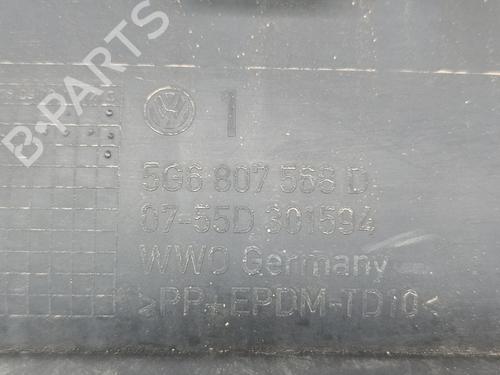 B-PARTS
1
5G6 807 568 D
07-55D 301594
WWO Germany
>PP+EPDM-TD10<